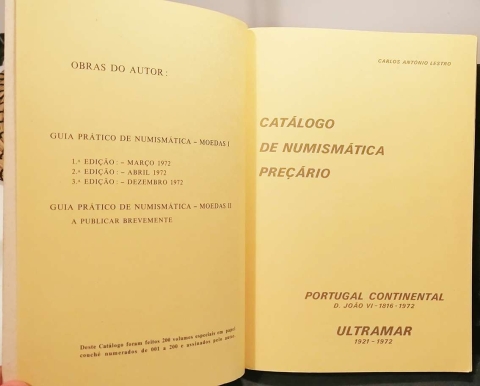 OBRAS DO AUTOR:
GUIA PRÁTICO DE NUMISMÁTICA - MOEDAS I
1.ª EDIÇÃO: - MARÇO 1972
2.ª EDIÇÃO: - ABRIL 1972
3.ª EDIÇÃO: - DEZEMBRO 1972
GUIA PRÁTICO DE NUMISMÁTICA - MOEDAS II
A PUBLICAR BREVEMENTE
Deste Catálogo foram feitos 200 volumes especiais em papel
couché numerados de 001 a 200 e assinados pelo autor.
CARLOS ANTÓNIO LESTRO
CATÁLOGO
DE NUMISMÁTICA
PREÇÁRIO
PORTUGAL CONTINENTAL
D. JOÃO VI - 1816 - 1972
ULTRAMAR
1921 - 1972